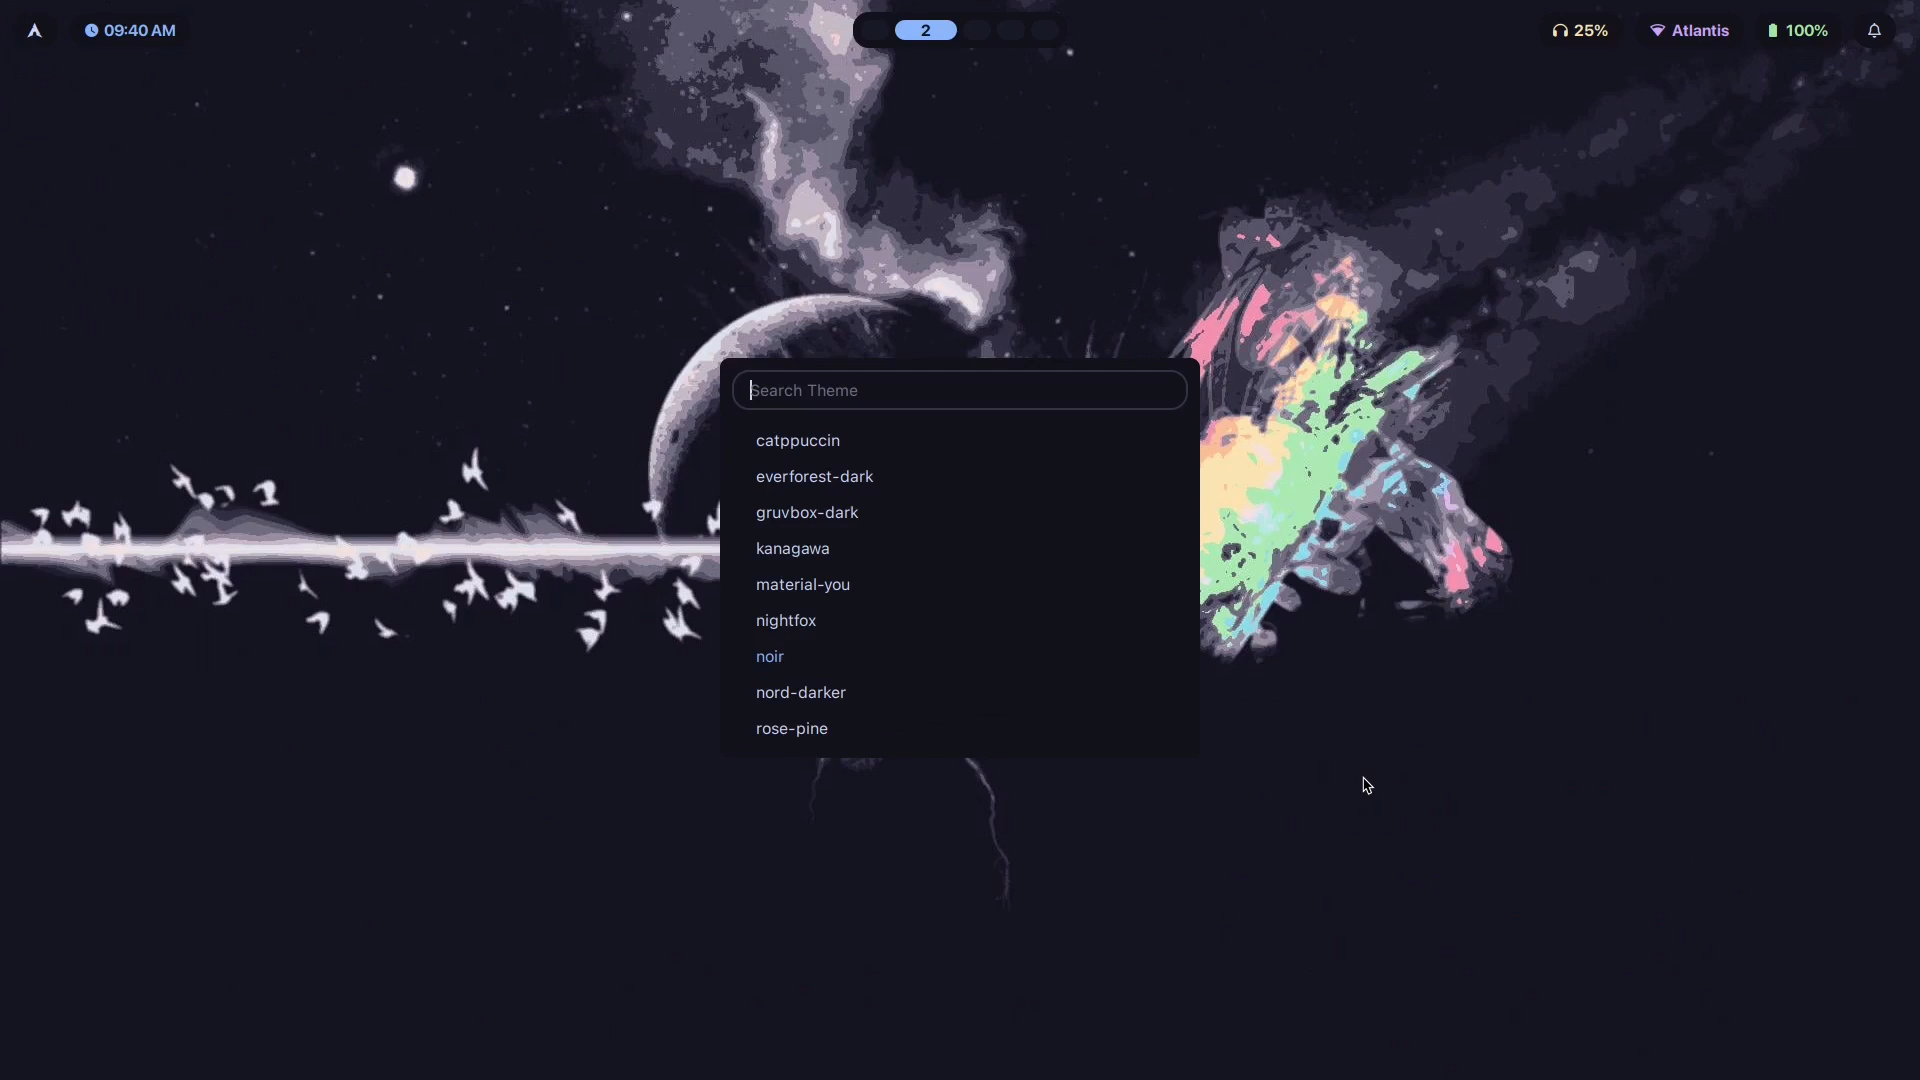 09:40 AM
2
25%
Atlantis
100%
Search Theme
catppuccin
everforest-dark
gruvbox-dark
kanagawa
material-you
nightfox
noir
nord-darker
rose-pine